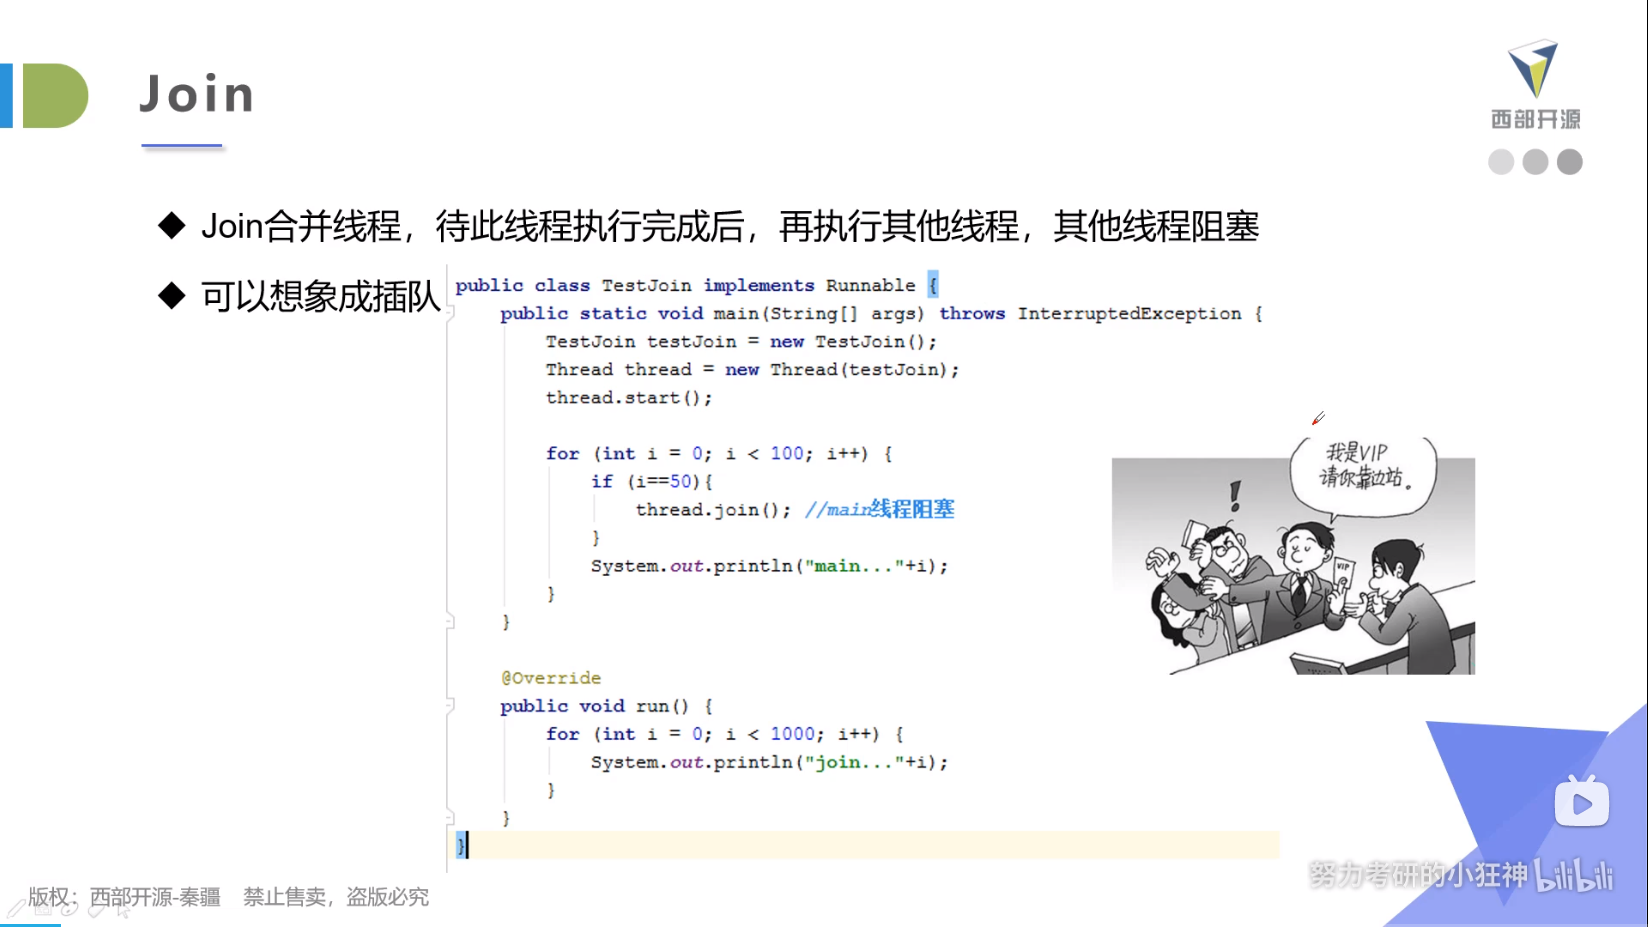 Join
西部开源
Join合并线程，待此线程执行完成后，再执行其他线程，其他线程阻塞
可以想象成插队
public class TestJoin implements Runnable {
public static void main(String[] args) throws InterruptedException {
TestJoin testJoin = new TestJoin();
Thread thread = new Thread(testJoin);
thread.start();
for (int i = 0; i < 100; i++) {
if (i==50){
thread.join(); //main线程阻塞
}
System.out.println("main..."+i);
}
}
@Override
public void run() {
for (int i = 0; i < 1000; i++) {
System.out.println("join..."+i);
}
}
}
我是VIP
请你靠边站。
!
VIP
努力考研的小狂神 bilibili
版权：西部开源-秦疆 禁止售卖，盗版必究